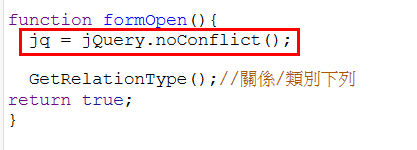 function formOpen(){
jq = jQuery.noConflict();
GetRelationType();//關係/類別下列
return true;
}